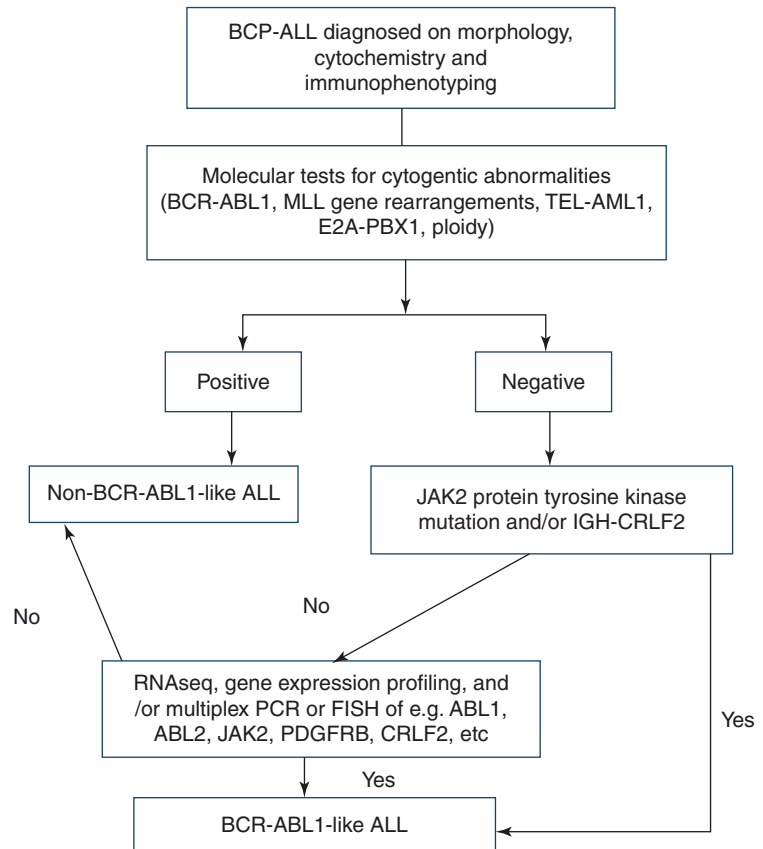 BCP-ALL diagnosed on morphology,
cytochemistry and
immunophenotyping
Molecular tests for cytogentic abnormalities
(BCR-ABL1, MLL gene rearrangements, TEL-AML1,
E2A-PBX1, ploidy)
Positive
Negative
Non-BCR-ABL1-like ALL
JAK2 protein tyrosine kinase
mutation and/or IGH-CRLF2
No
No
RNAseq, gene expression profiling, and
/or multiplex PCR or FISH of e.g. ABL1,
ABL2, JAK2, PDGFRB, CRLF2, etc
Yes
Yes
BCR-ABL1-like ALL